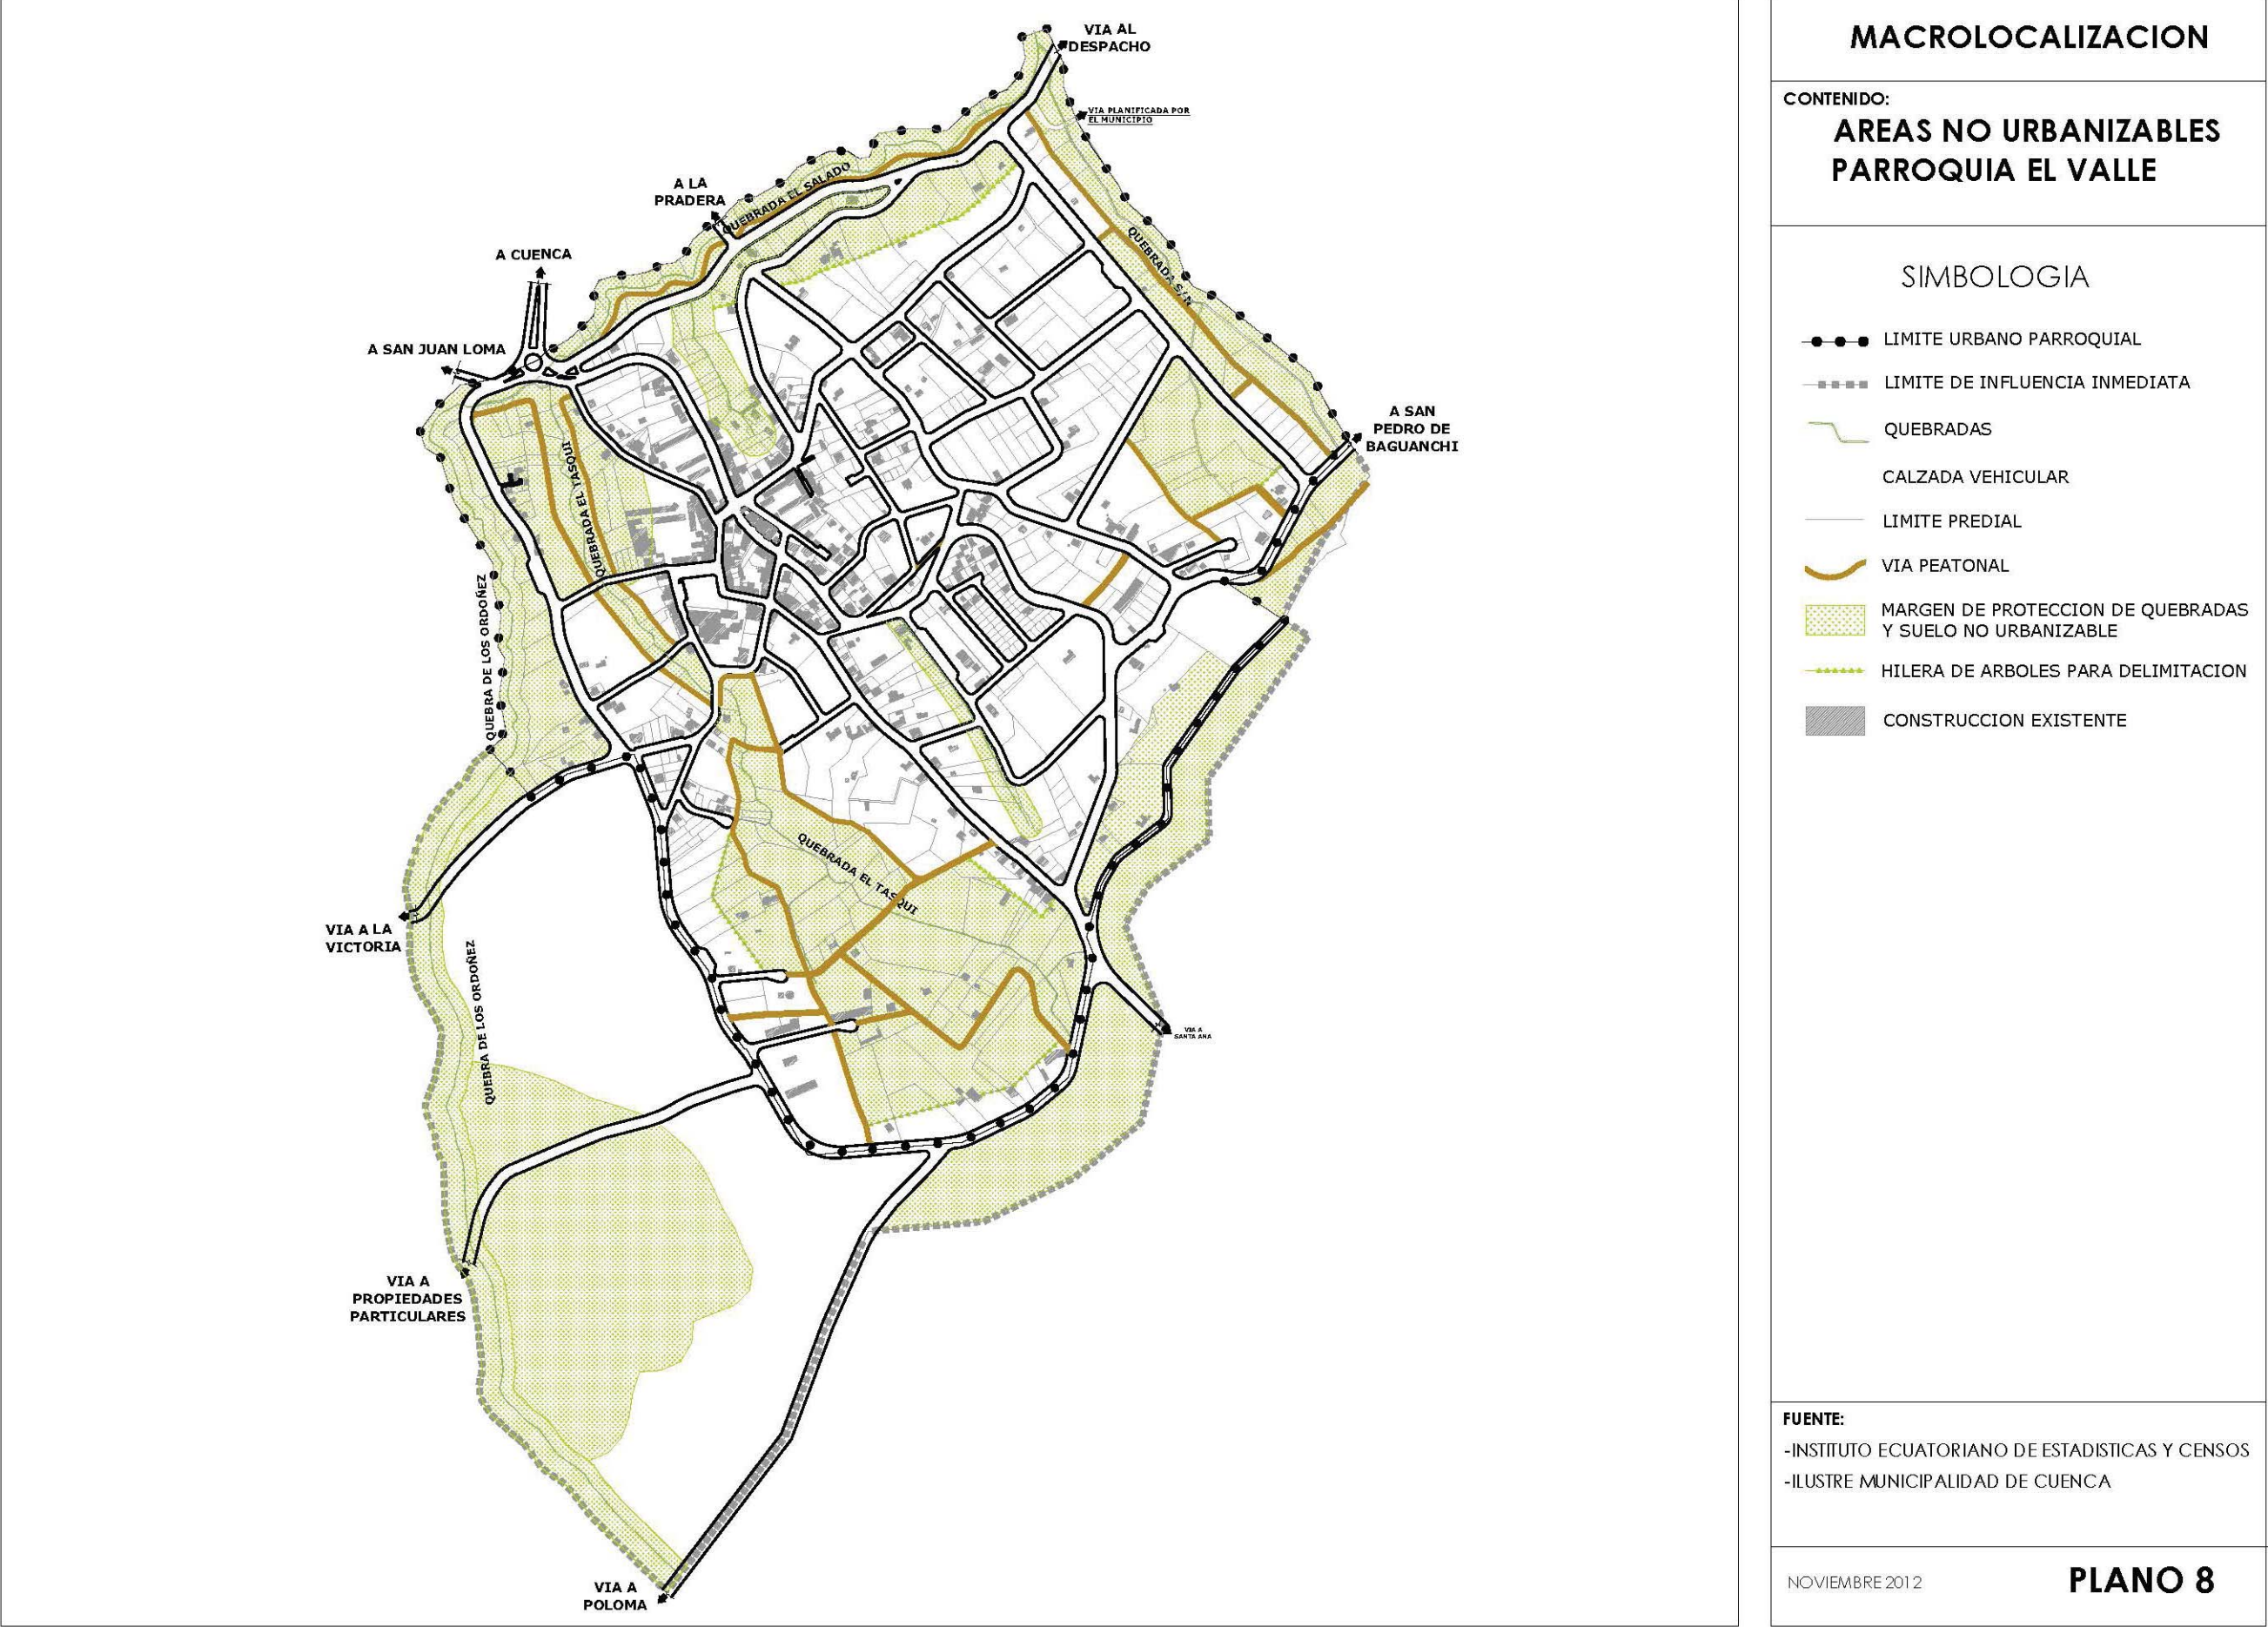 VIA AL
DESPACHO
VIA PLANIFICADA POR
EL MUNICIPIO
A LA
PRADERA
QUEBRADA EL SALADO
A CUENCA
QUEBRADA S/N
A SAN JUAN LOMA
A SAN
PEDRO DE
BAGUANCHI
QUEBRADA EL TASQUI
QUEBRA DE LOS ORDOÑEZ
QUEBRADA EL TASQUI
VIA A LA
VICTORIA
QUEBRA DE LOS ORDOÑEZ
VIA A
SANTA ANA
VIA A
PROPIEDADES
PARTICULARES
VIA A
POLOMA
MACROLOCALIZACION
CONTENIDO:
AREAS NO URBANIZABLES
PARROQUIA EL VALLE
SIMBOLOGIA
LIMITE URBANO PARROQUIAL
LIMITE DE INFLUENCIA INMEDIATA
QUEBRADAS
CALZADA VEHICULAR
LIMITE PREDIAL
VIA PEATONAL
MARGEN DE PROTECCION DE QUEBRADAS
Y SUELO NO URBANIZABLE
HILERA DE ARBOLES PARA DELIMITACION
CONSTRUCCION EXISTENTE
FUENTE:
-INSTITUTO ECUATORIANO DE ESTADISTICAS Y CENSOS
-ILUSTRE MUNICIPALIDAD DE CUENCA
NOVIEMBRE 2012
PLANO 8